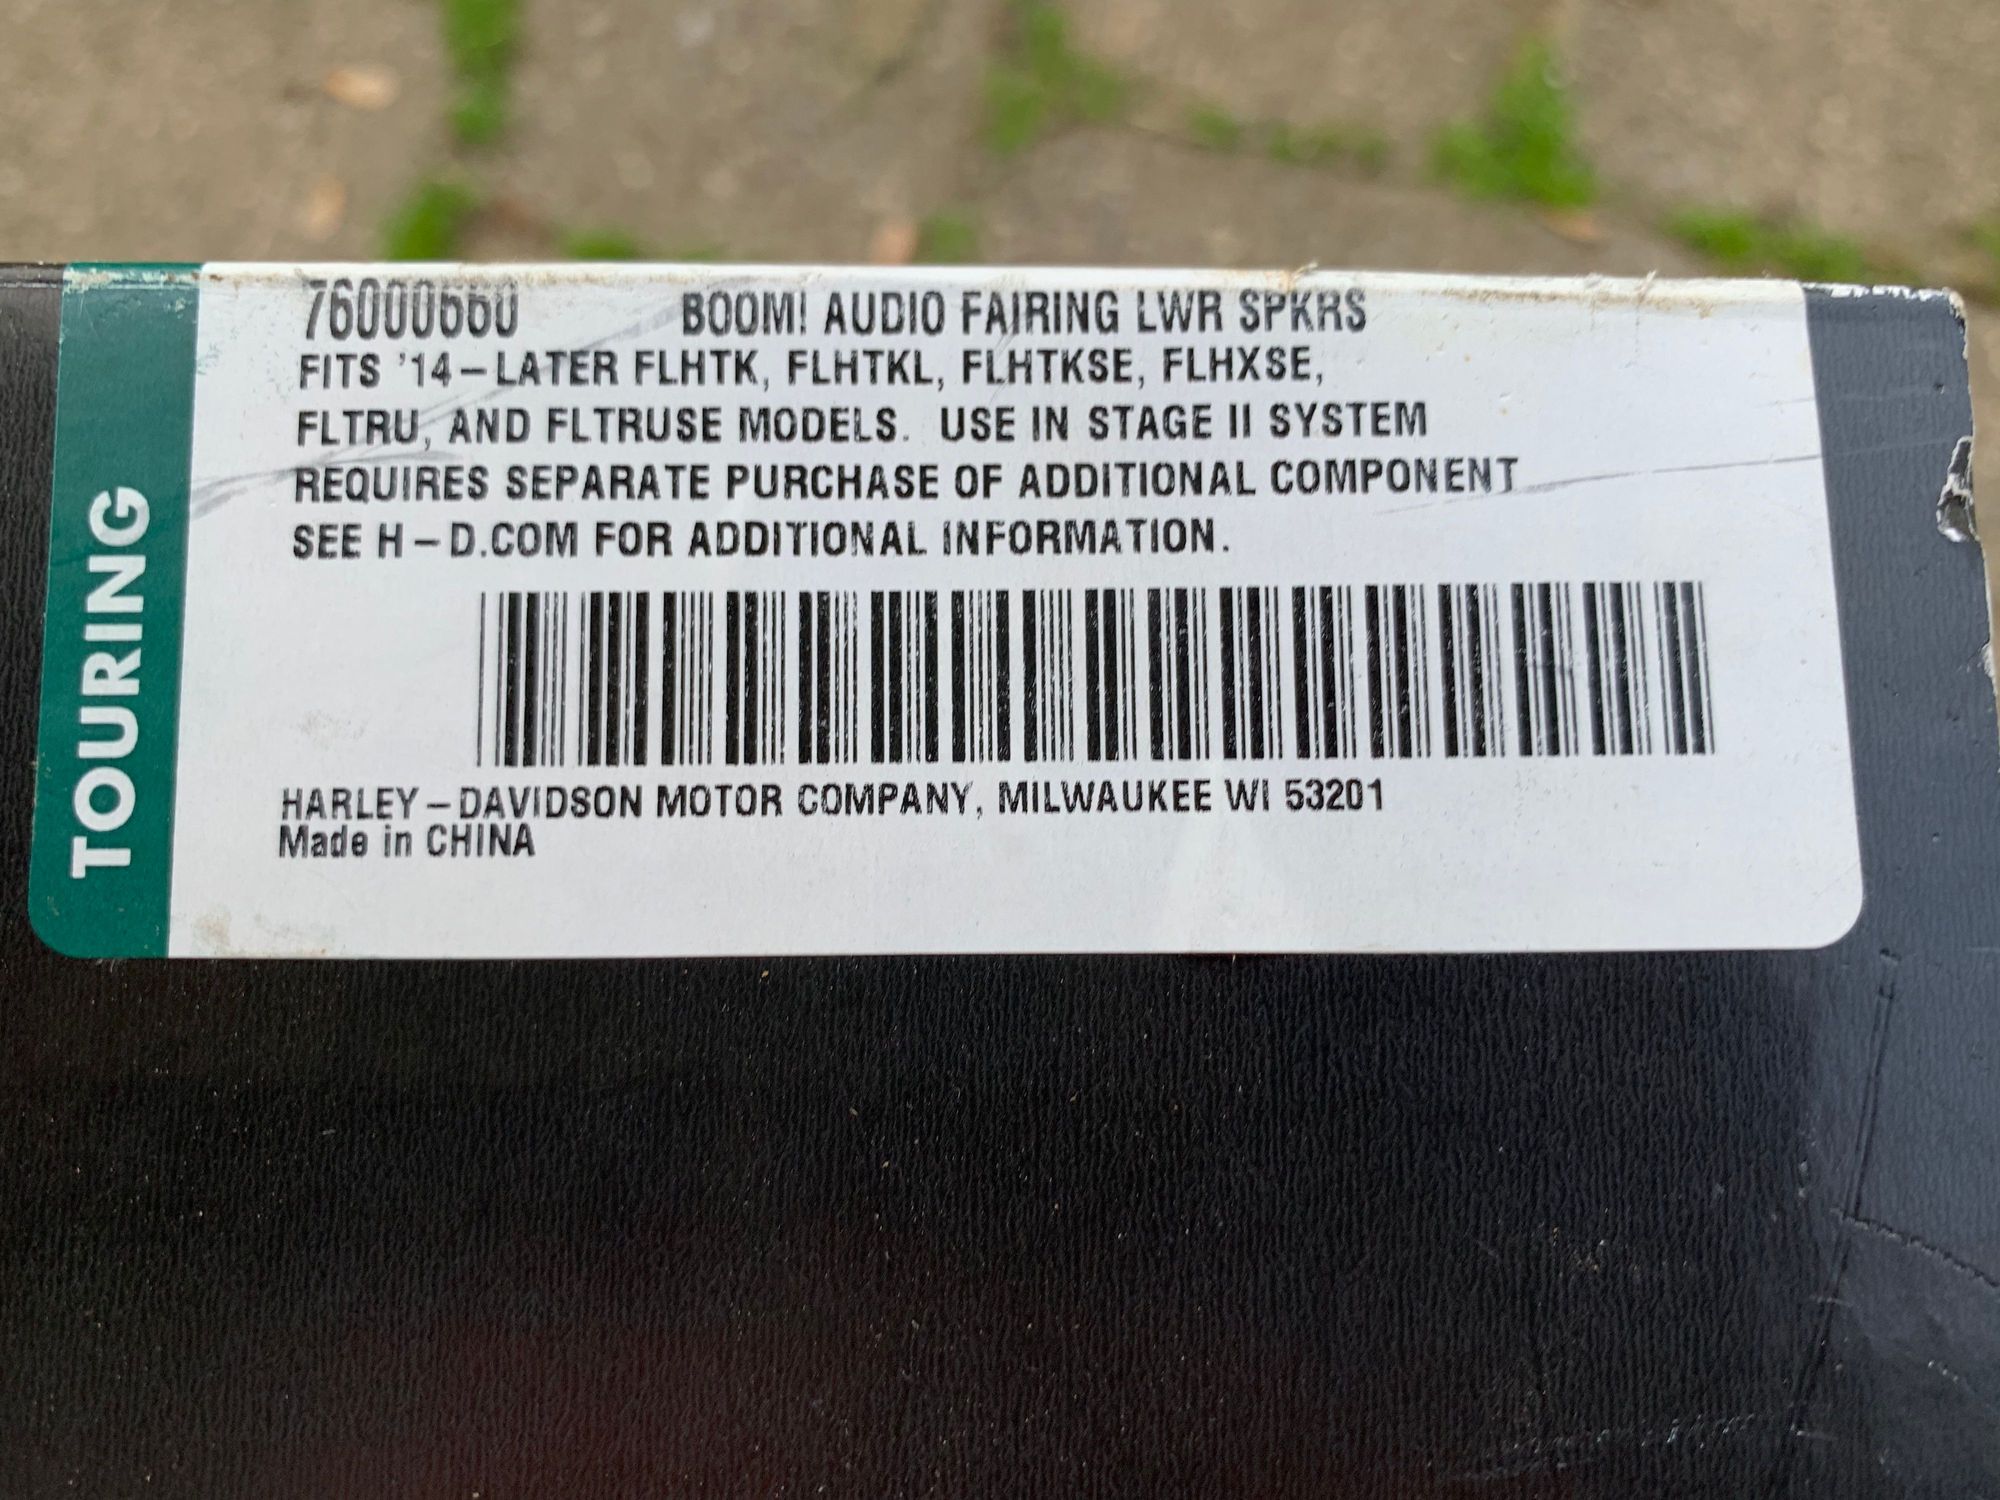 76000660 BOOM! AUDIO FAIRING LWR SPKRS
FITS '14-LATER FLHTK, FLHTKL, FLHTKSE, FLHXSE,
FLTRU, AND FLTRUSE MODELS. USE IN STAGE II SYSTEM
REQUIRES SEPARATE PURCHASE OF ADDITIONAL COMPONENT
SEE H-D.COM FOR ADDITIONAL INFORMATION.
HARLEY-DAVIDSON MOTOR COMPANY, MILWAUKEE WI 53201
Made in CHINA
TOURING